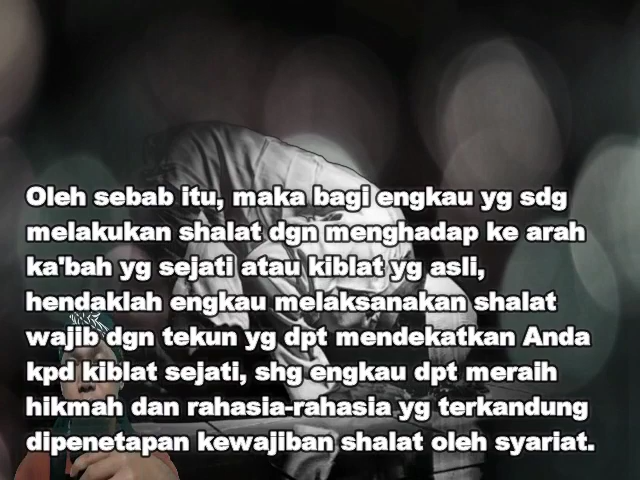 Oleh sebab itu, maka bagi engkau yg sdg
melakukan shalat dgn menghadap ke arah
ka'bah yg sejati atau kiblat yg asli,
hendaklah engkau melaksanakan shalat
wajib dgn tekun yg dpt mendekatkan Anda
kpd kiblat sejati, shg engkau dpt meraih
hikmah dan rahasia-rahasia yg terkandung
dipenetapan kewajiban shalat oleh syariat.